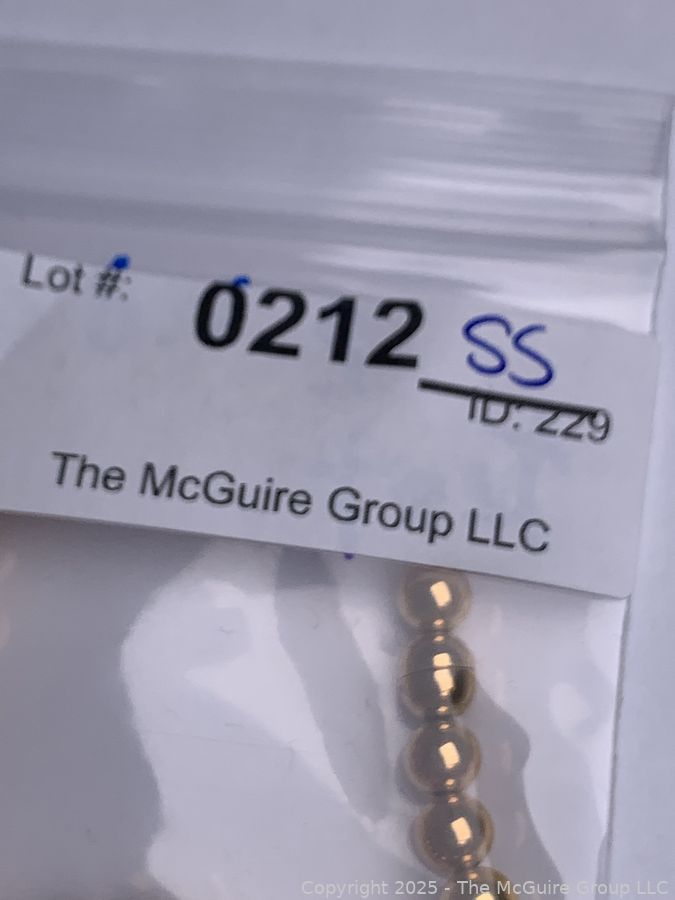 Lot #: 0212 SS
ID: 229
The McGuire Group LLC
Copyright 2025 - The McGuire Group LLC